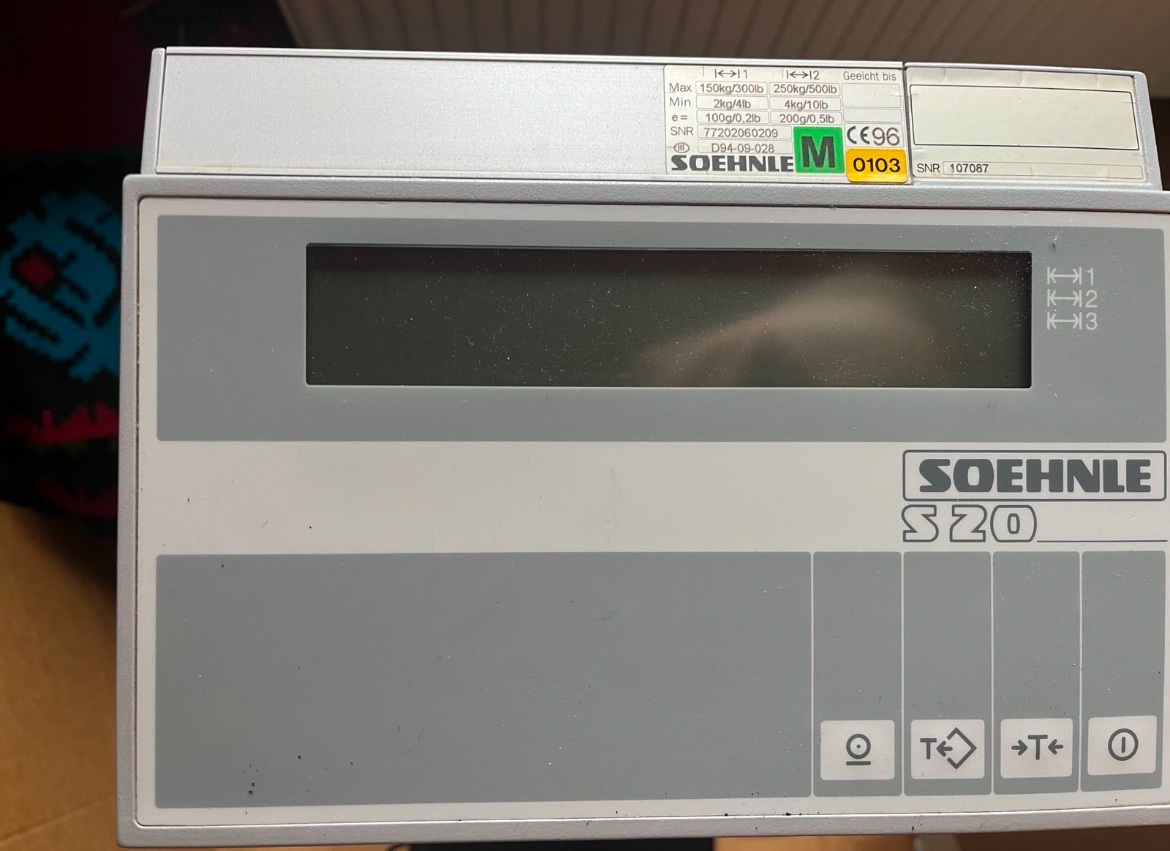 |↔|1 |↔|2 Geeicht bis
Max 150kg/300lb 250kg/500lb
Min 2kg/4lb 4kg/10lb
e= 100g/0,2lb 200g/0,5lb
SNR 77202060209
III D94-09-028
SOEHNLE M CE96
0103
SNR 107087
|↔|1
|↔|2
|↔|3
SOEHNLE
S20
T←◇ →T←